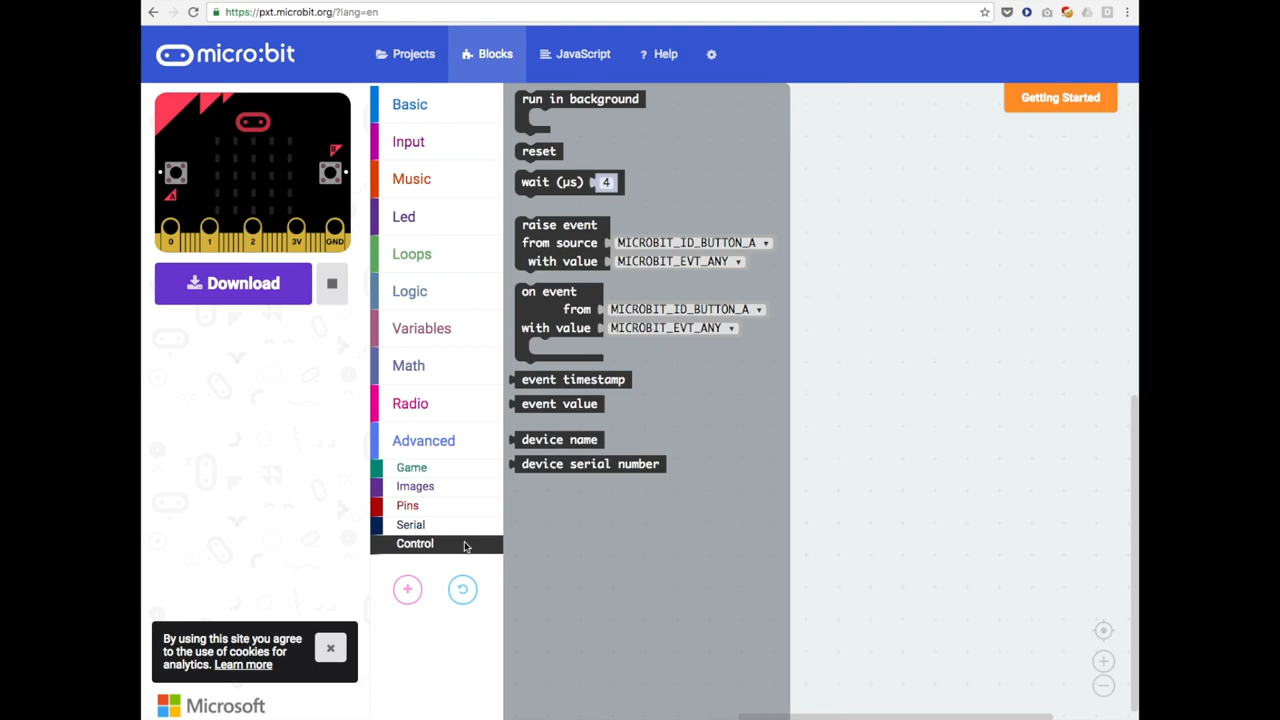 https://pxt.microbit.org/?lang=en
micro:bit
Projects
Blocks
JavaScript
? Help
Getting Started
A
B
0
1
2
3V
GND
Download
Basic
Input
Music
Led
Loops
Logic
Variables
Math
Radio
Advanced
Game
Images
Pins
Serial
Control
run in background
reset
wait (µs) 4
raise event
from source MICROBIT_ID_BUTTON_A
with value MICROBIT_EVT_ANY
on event
from MICROBIT_ID_BUTTON_A
with value MICROBIT_EVT_ANY
event timestamp
event value
device name
device serial number
By using this site you agree
to the use of cookies for
analytics. Learn more
Microsoft